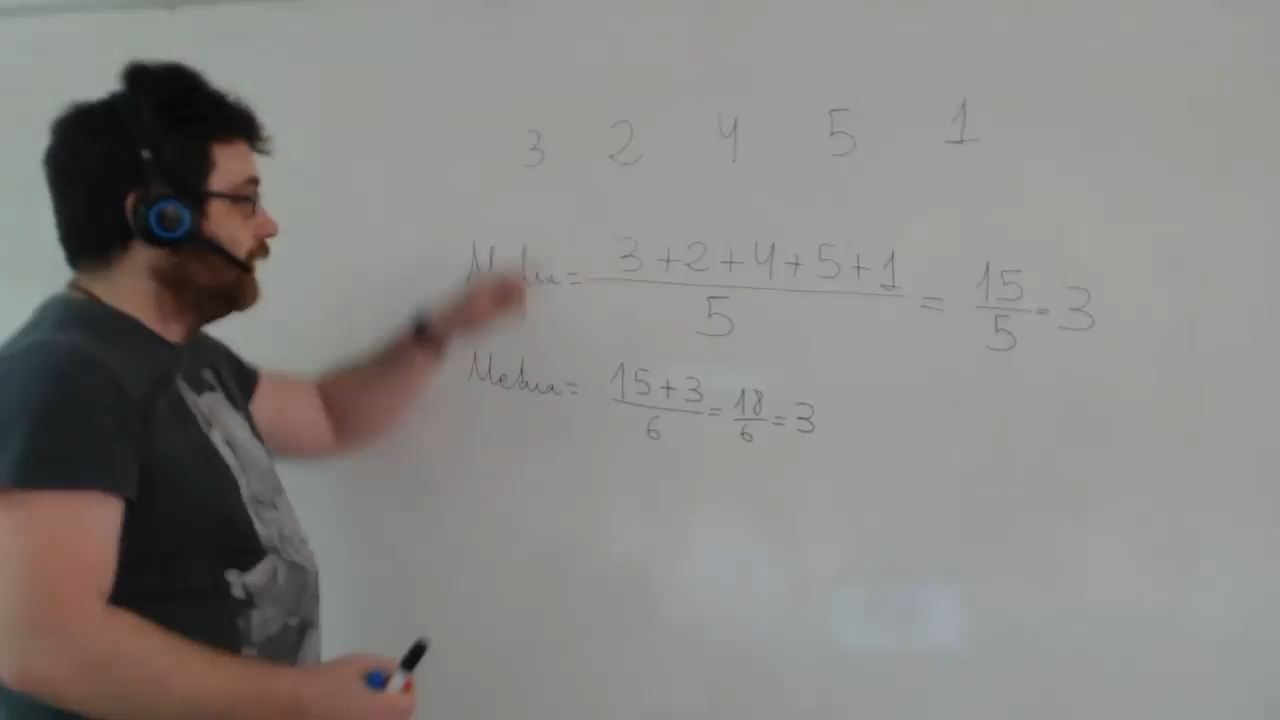 3 2 4 5 1
Media = (3+2+4+5+1)/5 = 15/5 = 3
Media = (15+3)/6 = 18/6 = 3